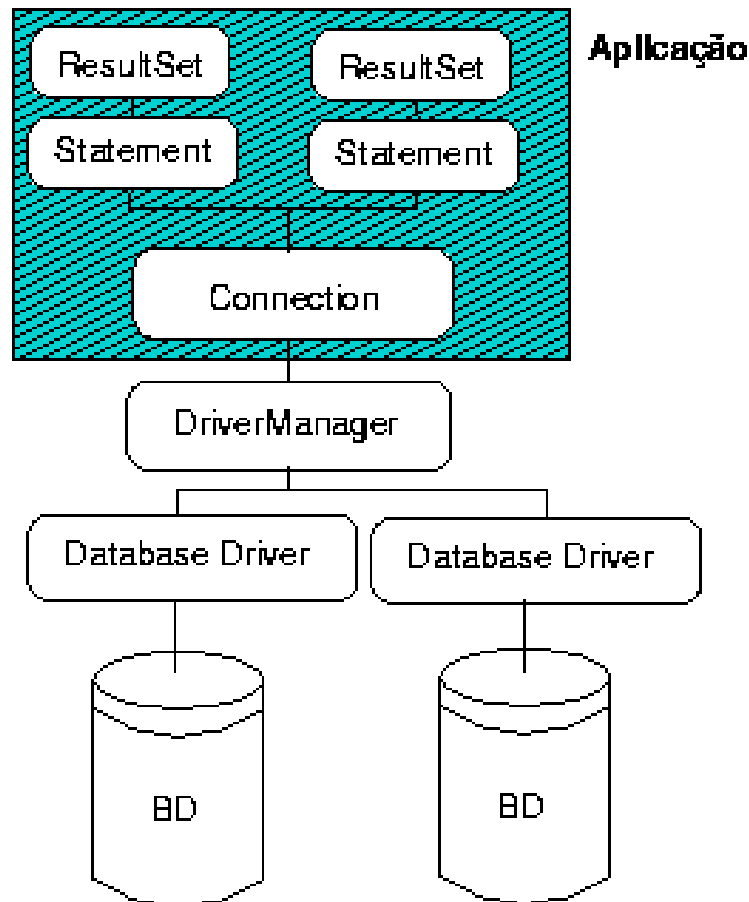 Aplicação
ResultSet
ResultSet
Statement
Statement
Connection
DriverManager
Database Driver
Database Driver
BD
BD